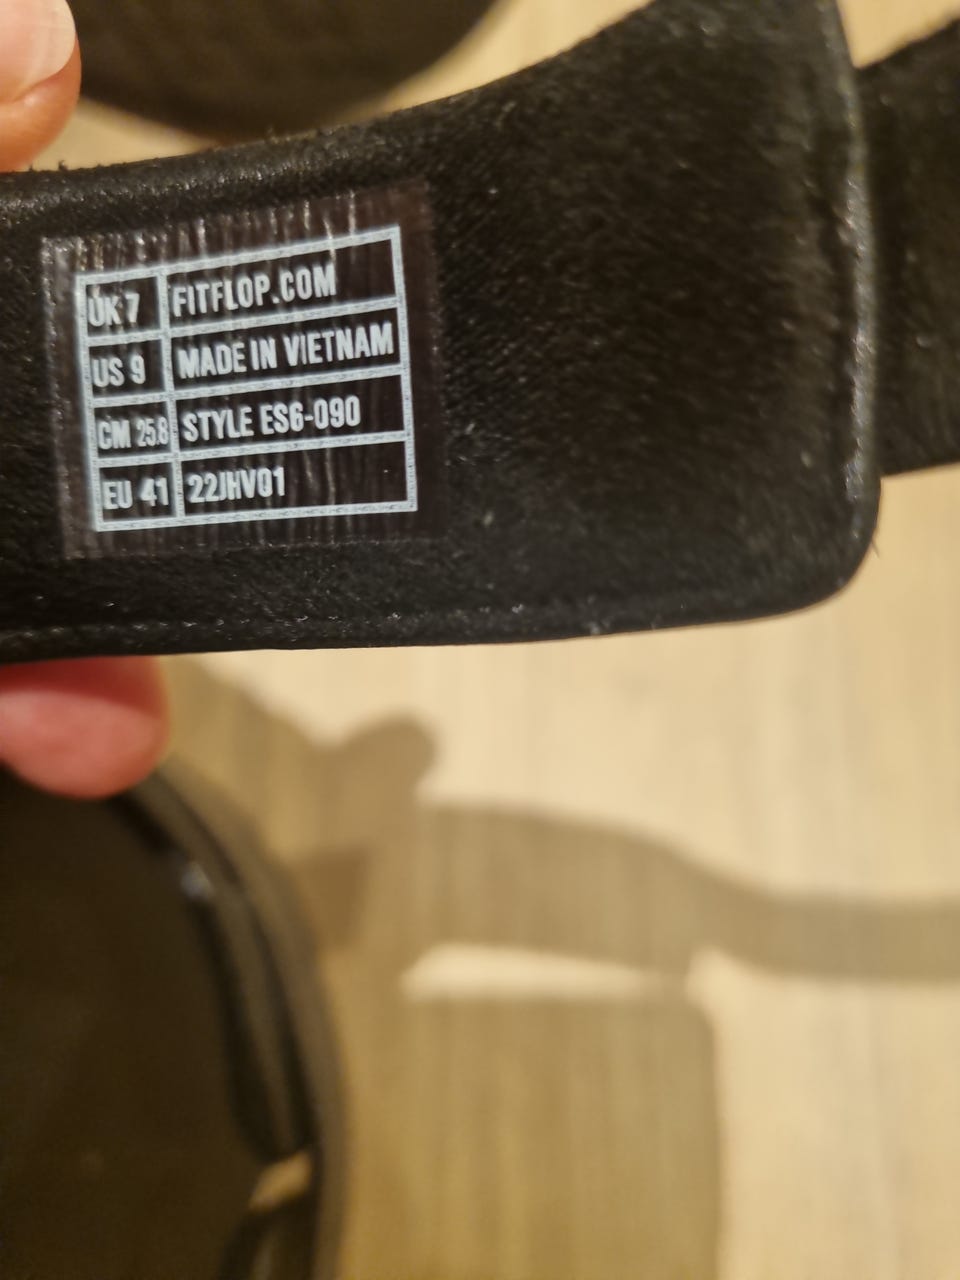 UK 7 FITFLOP.COM
US 9 MADE IN VIETNAM
CM 25.8 STYLE ES6-090
EU 41 22JHV01